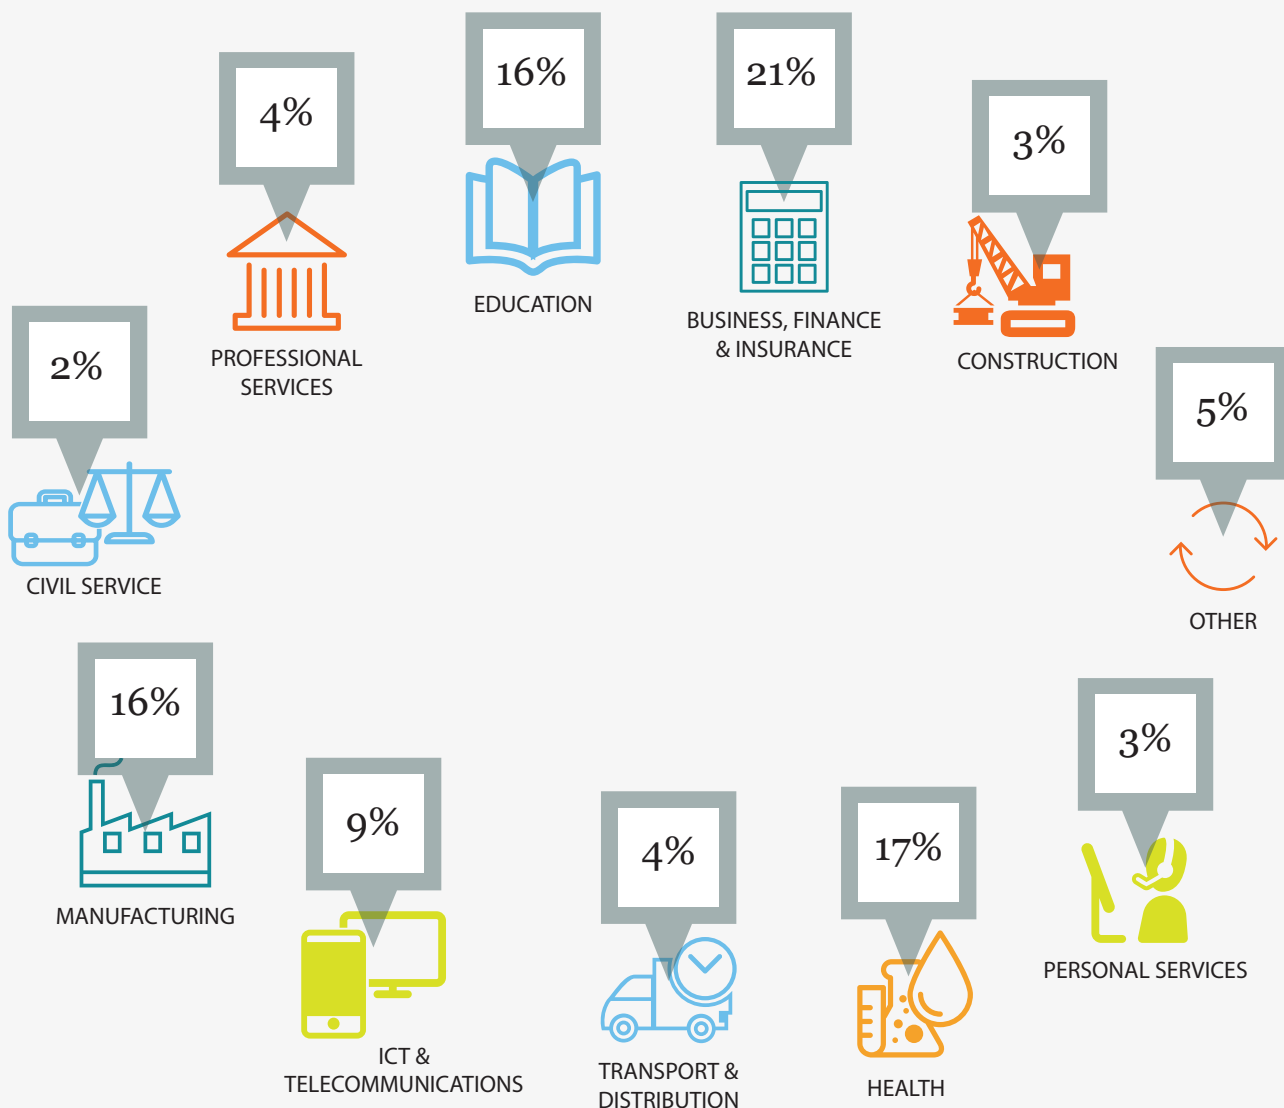 4%
PROFESSIONAL
SERVICES
16%
EDUCATION
21%
BUSINESS, FINANCE
& INSURANCE
3%
CONSTRUCTION
2%
CIVIL SERVICE
5%
OTHER
16%
MANUFACTURING
9%
ICT &
TELECOMMUNICATIONS
4%
TRANSPORT &
DISTRIBUTION
17%
HEALTH
3%
PERSONAL SERVICES